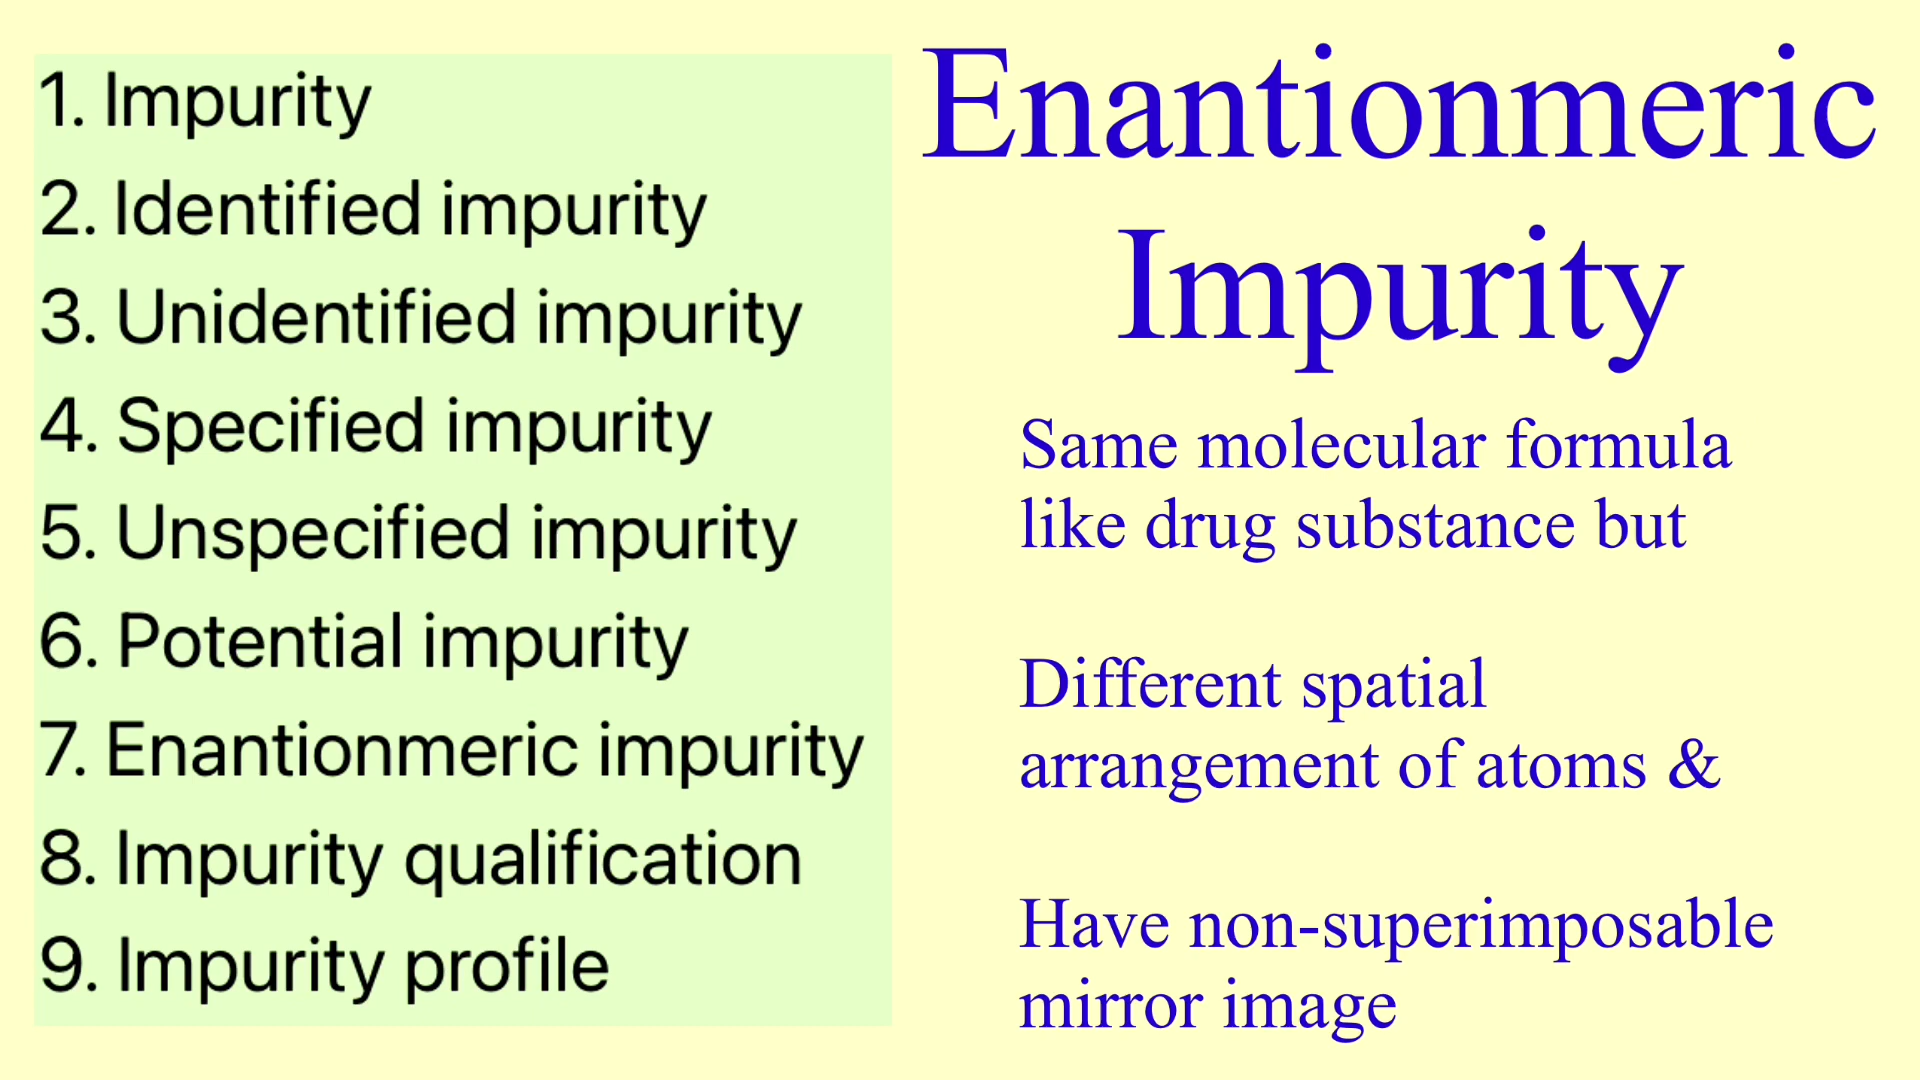 1. Impurity
2. Identified impurity
3. Unidentified impurity
4. Specified impurity
5. Unspecified impurity
6. Potential impurity
7. Enantionmeric impurity
8. Impurity qualification
9. Impurity profile
Enantionmeric
Impurity
Same molecular formula
like drug substance but
Different spatial
arrangement of atoms &
Have non-superimposable
mirror image